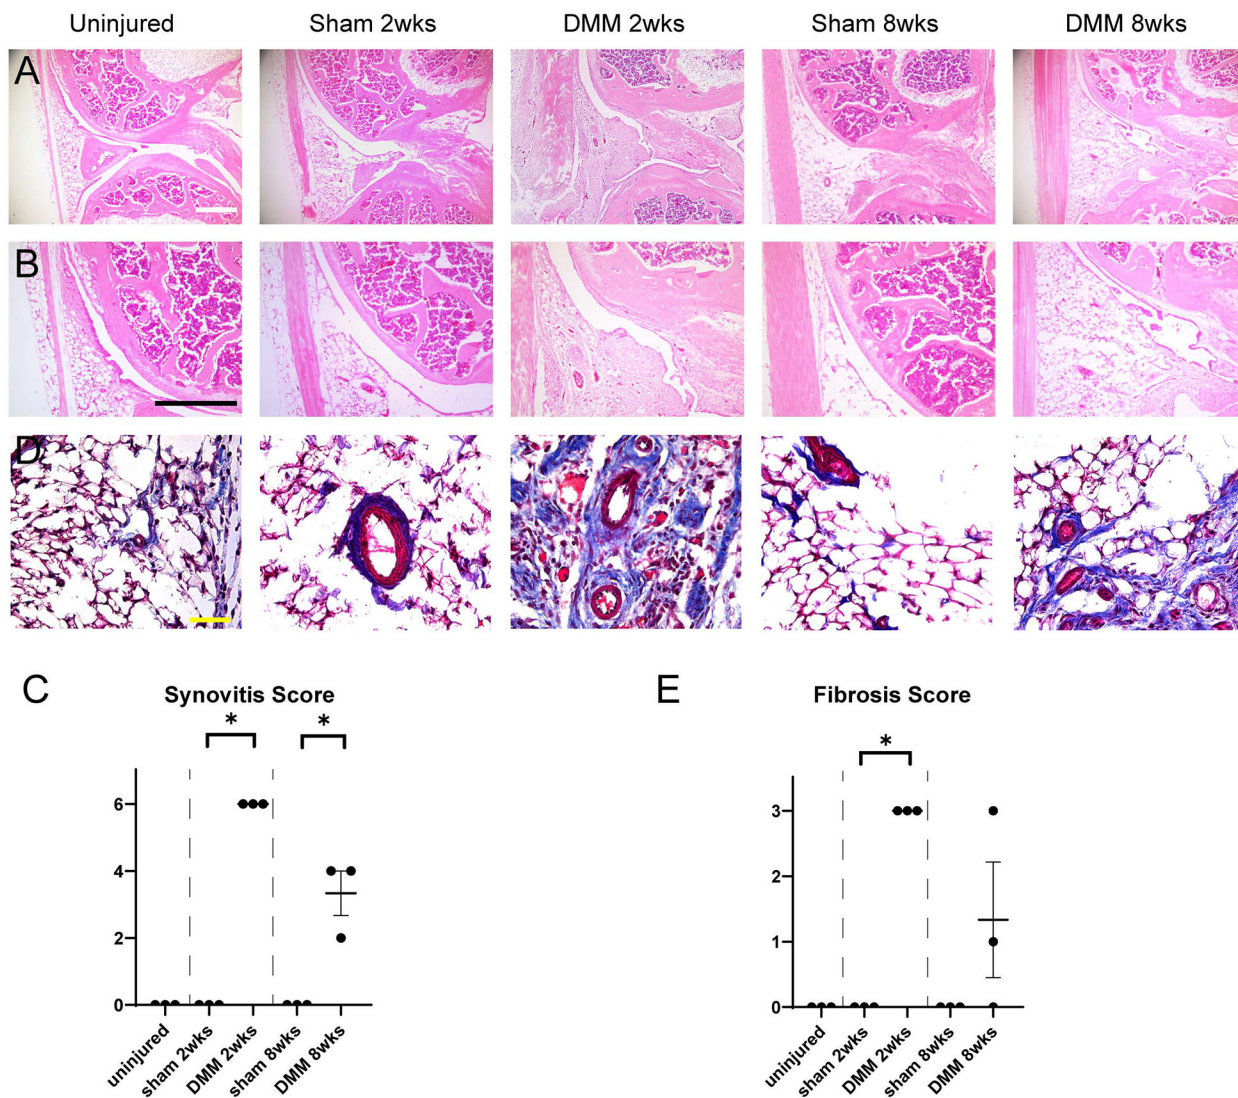 Uninjured Sham 2wks DMM 2wks Sham 8wks DMM 8wks
A
B
D
C
Synovitis Score
*
*
6
4
2
0
uninjured
sham 2wks
DMM 2wks
sham 8wks
DMM 8wks
E
Fibrosis Score
*
3
2
1
0
uninjured
sham 2wks
DMM 2wks
sham 8wks
DMM 8wks